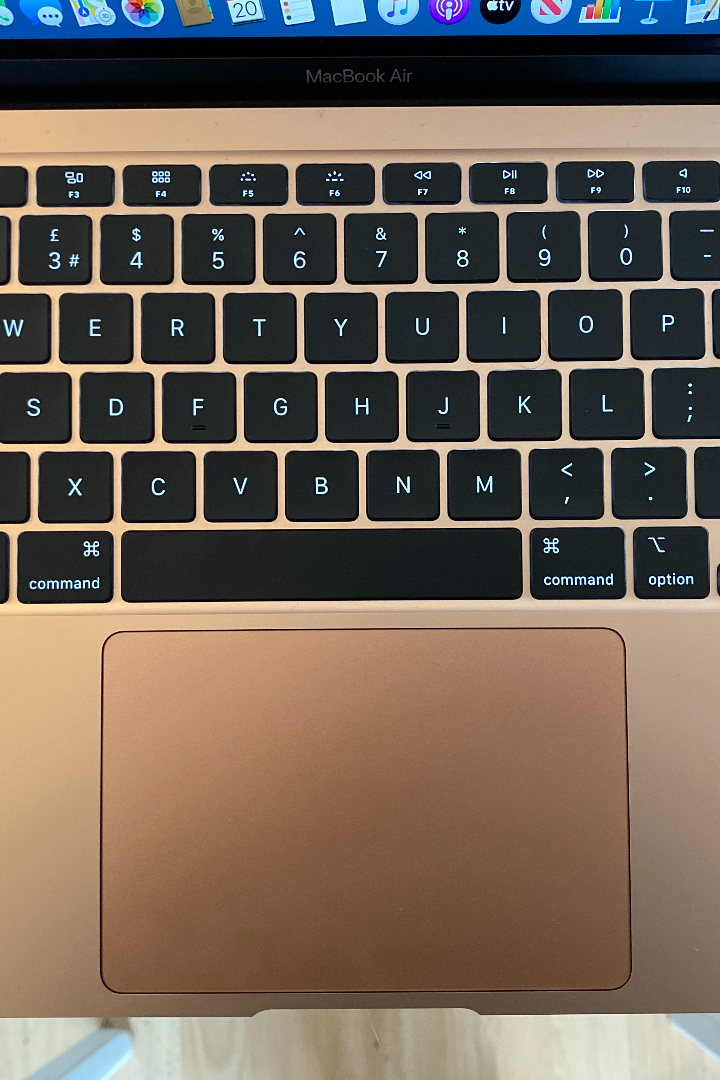 20
tv
MacBook Air
F3 F4 F5 F6 F7 F8 F9 F10
£ $ % ^ & * ( ) —
3 # 4 5 6 7 8 9 0 -
W E R T Y U I O P
S D F G H J K L : ;
X C V B N M < , > .
⌘ ⌘ ⌥
command command option